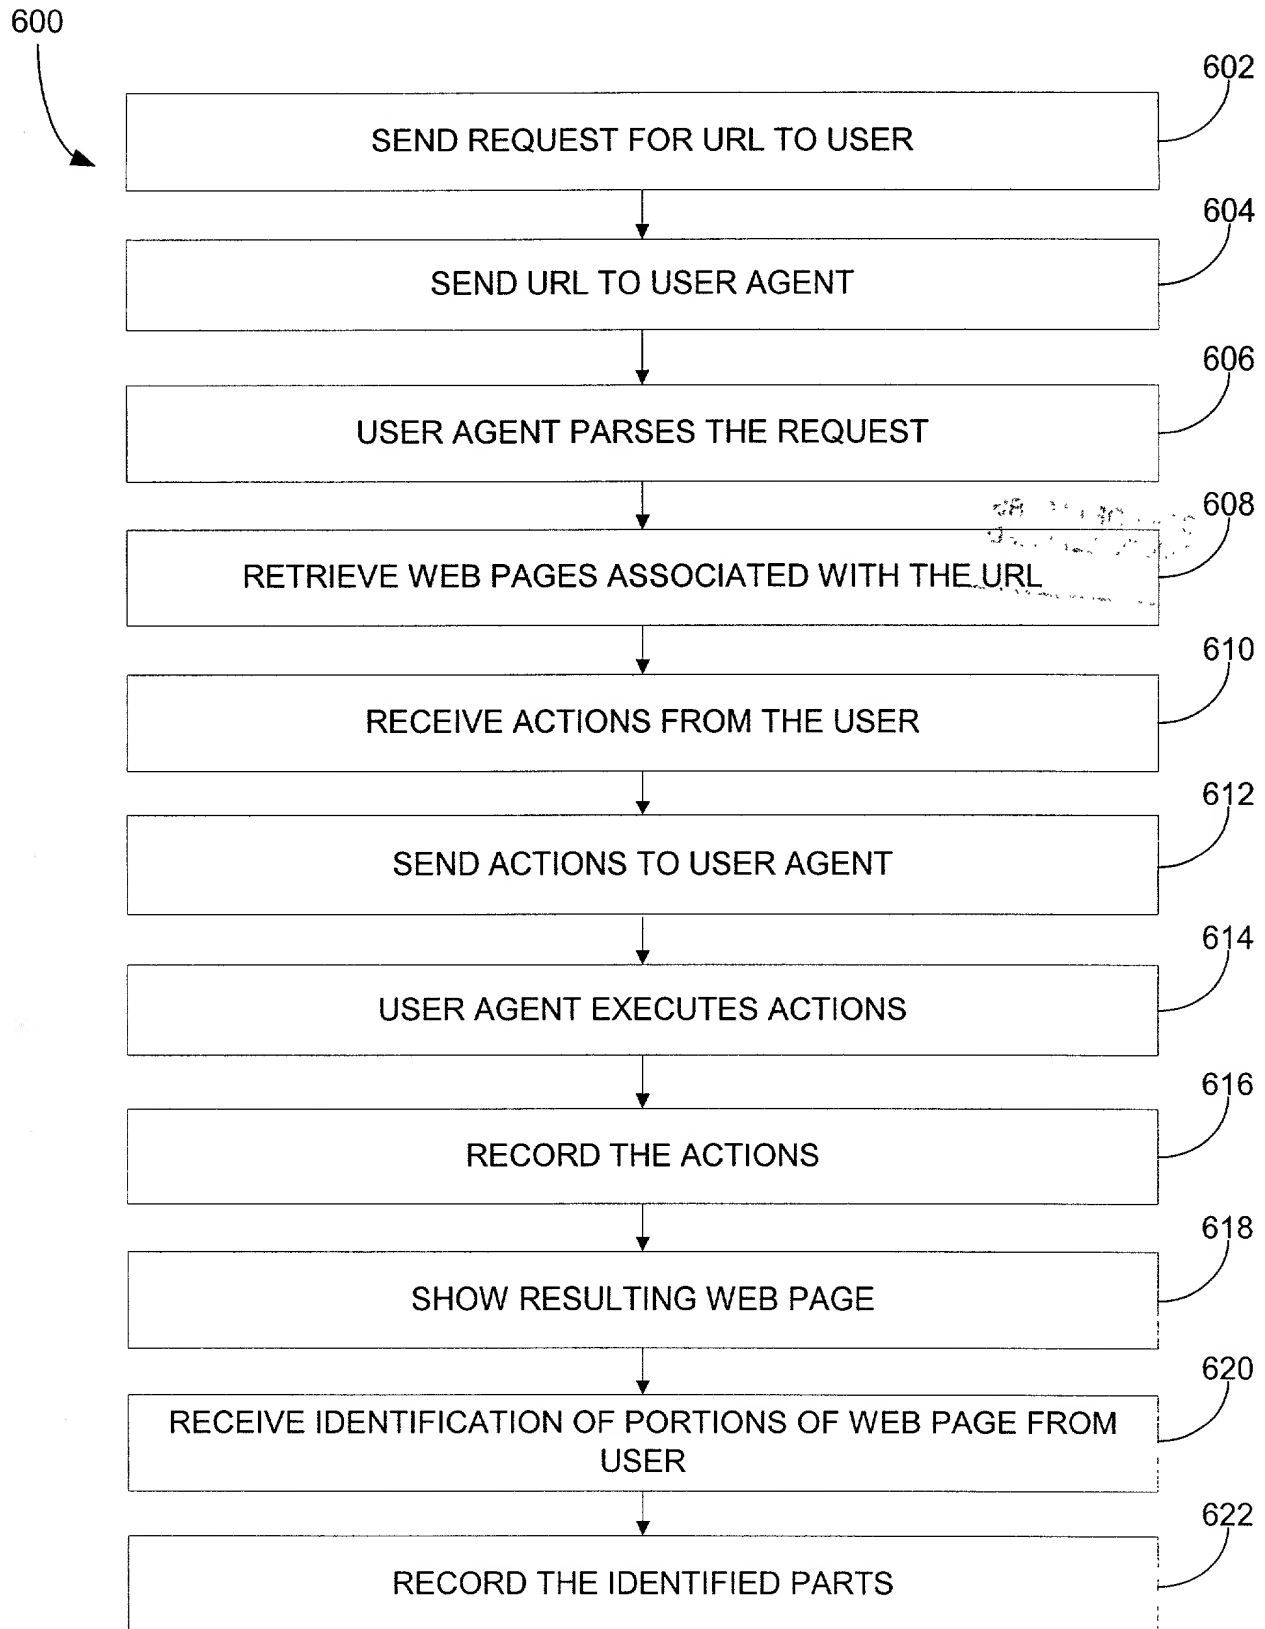 600
602
SEND REQUEST FOR URL TO USER
604
SEND URL TO USER AGENT
606
USER AGENT PARSES THE REQUEST
608
RETRIEVE WEB PAGES ASSOCIATED WITH THE URL
610
RECEIVE ACTIONS FROM THE USER
612
SEND ACTIONS TO USER AGENT
614
USER AGENT EXECUTES ACTIONS
616
RECORD THE ACTIONS
618
SHOW RESULTING WEB PAGE
620
RECEIVE IDENTIFICATION OF PORTIONS OF WEB PAGE FROM
USER
622
RECORD THE IDENTIFIED PARTS